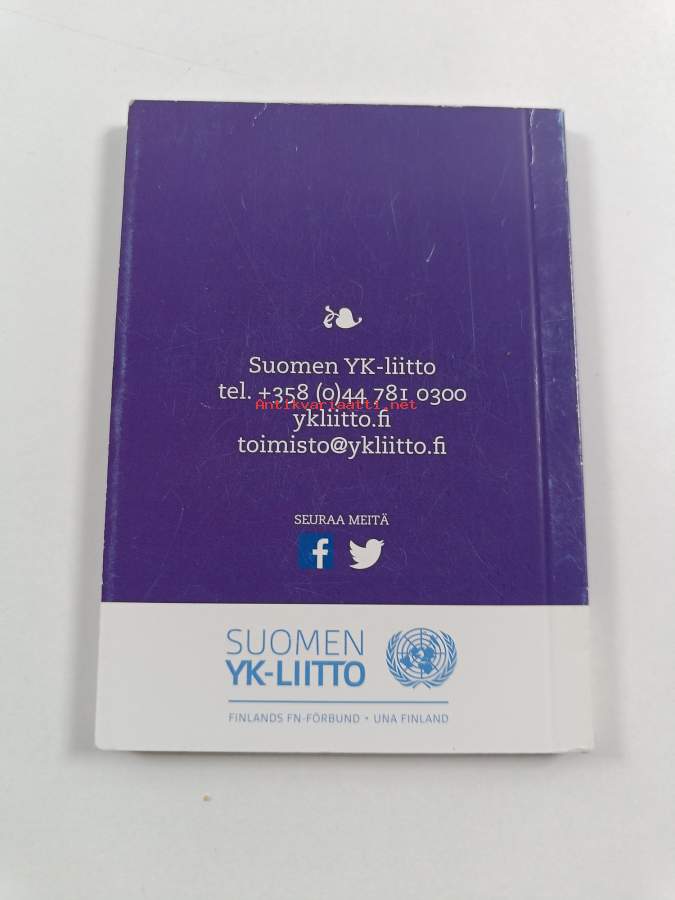 Suomen YK-liitto
tel. +358 (0)44 781 0300
Antikvariaatti.net
ykliitto.fi
toimisto@ykliitto.fi
SEURAA MEITÄ
f
SUOMEN
YK-LIITTO
FINLANDS FN-FÖRBUND • UNA FINLAND